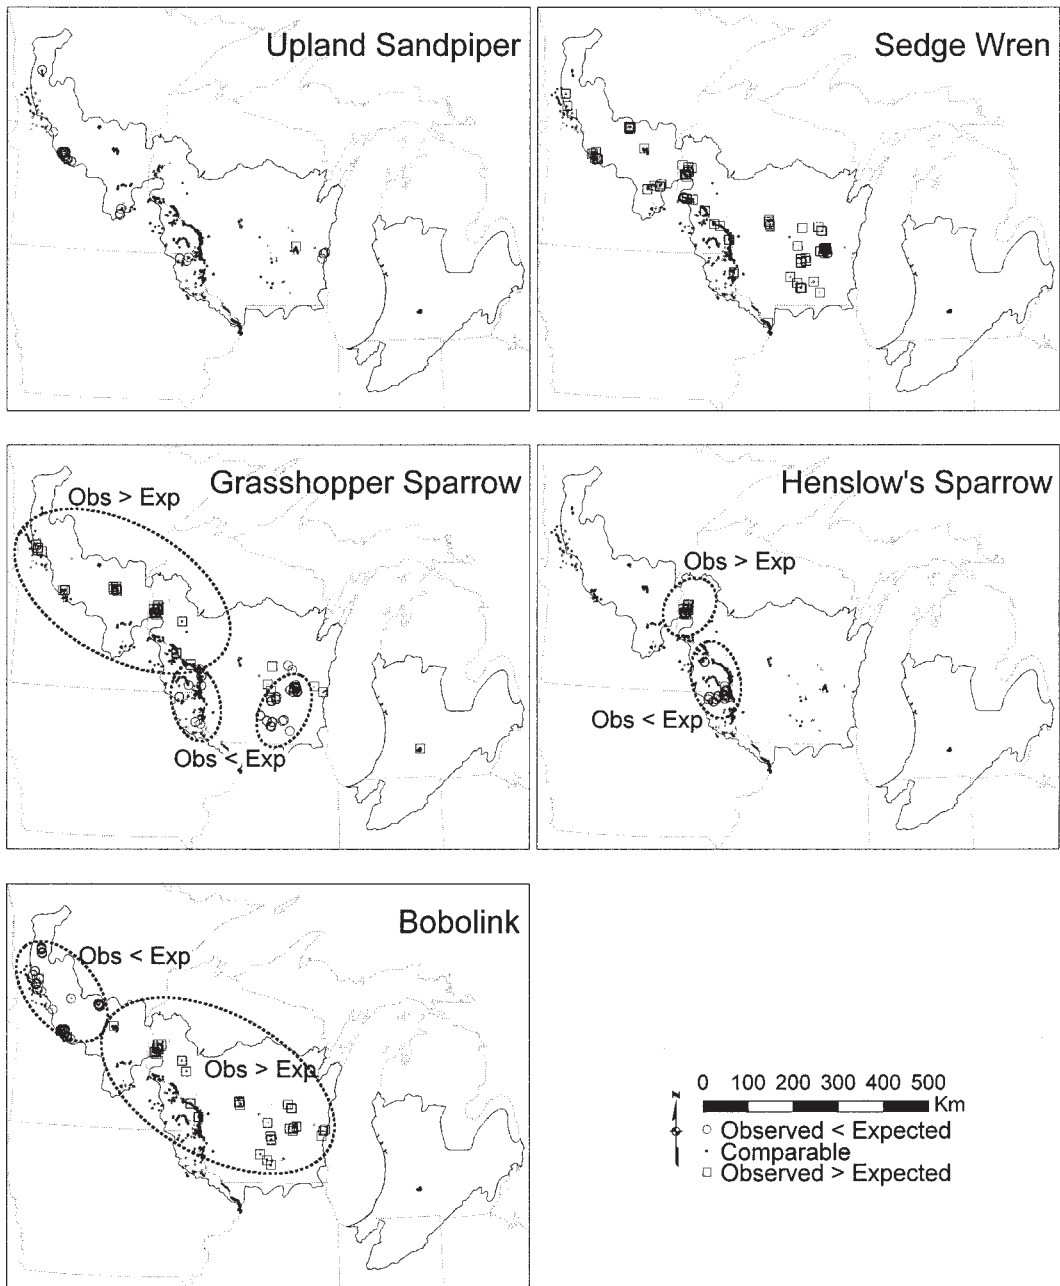 Upland Sandpiper
Sedge Wren
Grasshopper Sparrow
Obs > Exp
Obs < Exp
Henslow's Sparrow
Obs > Exp
Obs < Exp
Bobolink
Obs < Exp
Obs > Exp
0 100 200 300 400 500
Km
N
Observed < Expected
Comparable
Observed > Expected